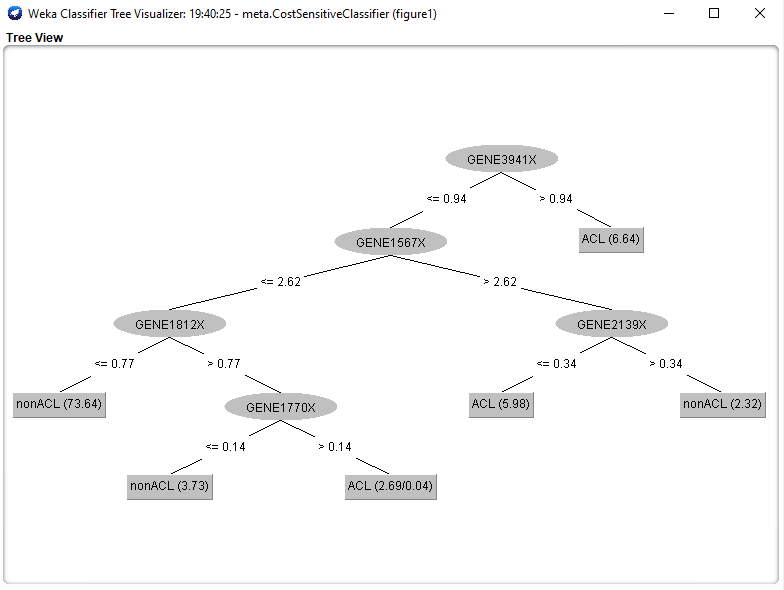 Weka Classifier Tree Visualizer: 19:40:25 - meta.CostSensitiveClassifier (figure1)
Tree View
GENE3941X
<= 0.94
> 0.94
GENE1567X
ACL (6.64)
<= 2.62
> 2.62
GENE1812X
GENE2139X
<= 0.77
> 0.77
<= 0.34
> 0.34
nonACL (73.64)
GENE1770X
ACL (5.98)
nonACL (2.32)
<= 0.14
> 0.14
nonACL (3.73)
ACL (2.69/0.04)